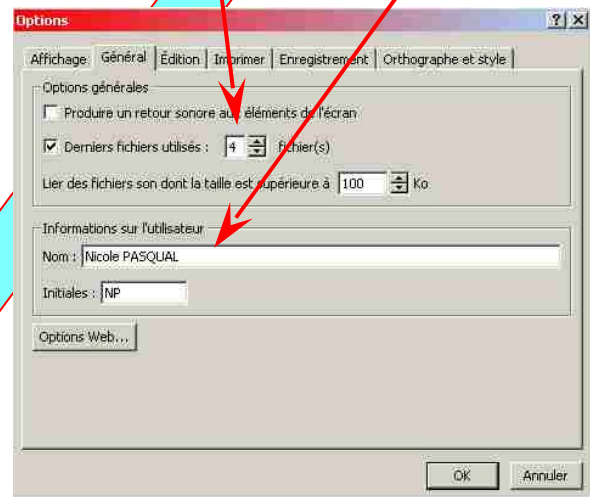 Options
Affichage Général Édition Imprimer Enregistrement Orthographe et style
Options générales
Produire un retour sonore aux éléments de l'écran
Derniers fichiers utilisés : 4 fichier(s)
Lier des fichiers son dont la taille est supérieure à 100 Ko
Informations sur l'utilisateur
Nom : Nicole PASQUAL
Initiales : NP
Options Web...
OK Annuler